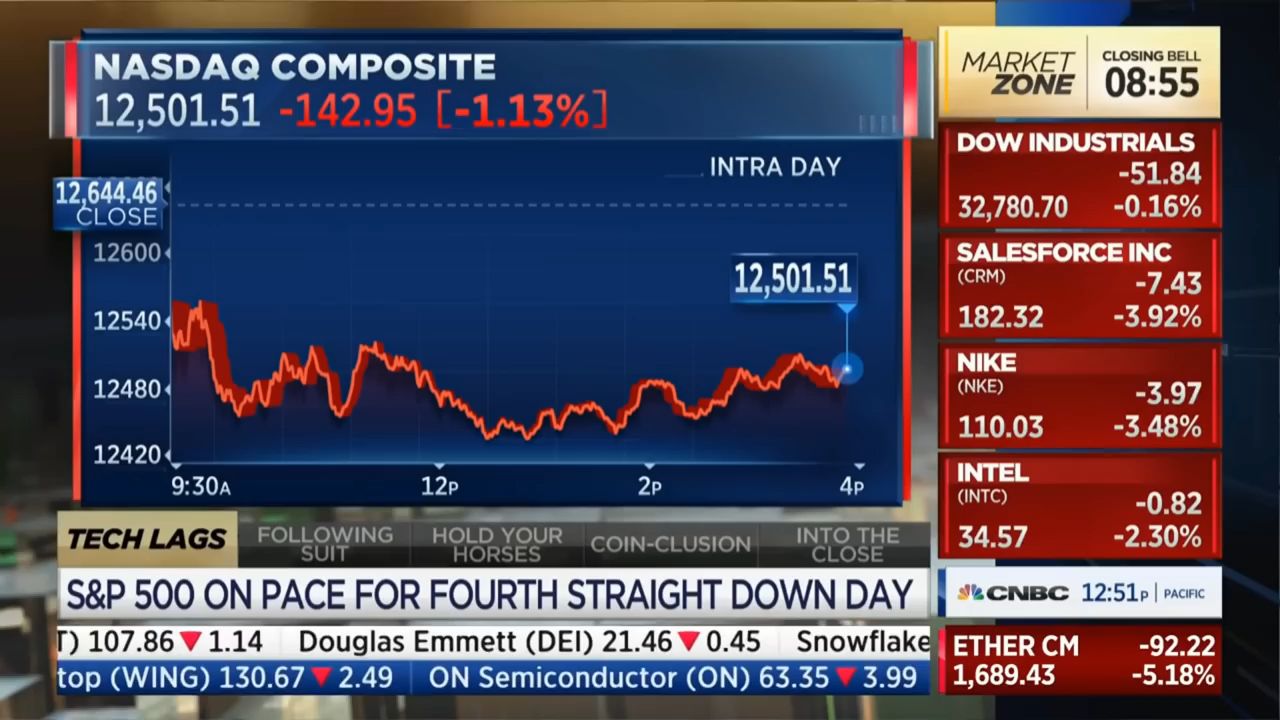 NASDAQ COMPOSITE
12,501.51 -142.95 [-1.13%]
INTRA DAY
12,644.46
CLOSE
12600
12540
12480
12420
12,501.51
9:30A 12P 2P 4P
MARKET
ZONE
CLOSING BELL
08:55
DOW INDUSTRIALS
-51.84
32,780.70 -0.16%
SALESFORCE INC
(CRM) -7.43
182.32 -3.92%
NIKE
(NKE) -3.97
110.03 -3.48%
INTEL
(INTC) -0.82
34.57 -2.30%
TECH LAGS
FOLLOWING
SUIT
HOLD YOUR
HORSES
COIN-CLUSION
INTO THE
CLOSE
S&P 500 ON PACE FOR FOURTH STRAIGHT DOWN DAY
CNBC 12:51P | PACIFIC
T) 107.86 ▼ 1.14 Douglas Emmett (DEI) 21.46 ▼ 0.45 Snowflake
top (WING) 130.67 ▼ 2.49 ON Semiconductor (ON) 63.35 ▼ 3.99
ETHER CM -92.22
1,689.43 -5.18%